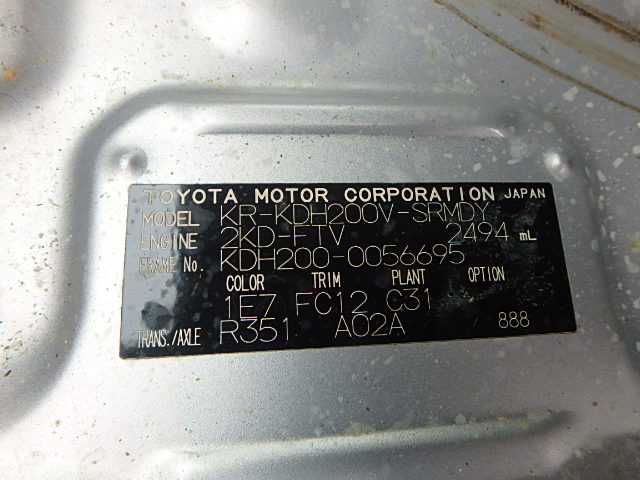 TOYOTA MOTOR CORPORATION JAPAN
MODEL KR-KDH200V-SRMDY
ENGINE 2KD-FTV 2494 mL
FRAME No. KDH200-0056695
COLOR TRIM PLANT OPTION
1E7 FC12 C31
TRANS./AXLE R351 A02A 888